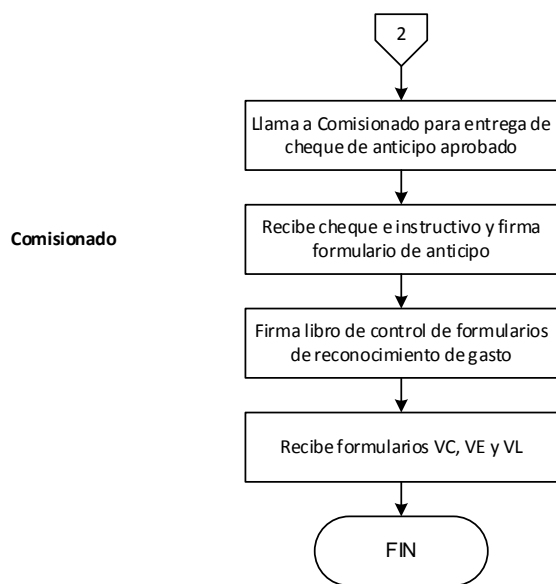 2
Llama a Comisionado para entrega de
cheque de anticipo aprobado
Comisionado
Recibe cheque e instructivo y firma
formulario de anticipo
Firma libro de control de formularios
de reconocimiento de gasto
Recibe formularios VC, VE y VL
FIN